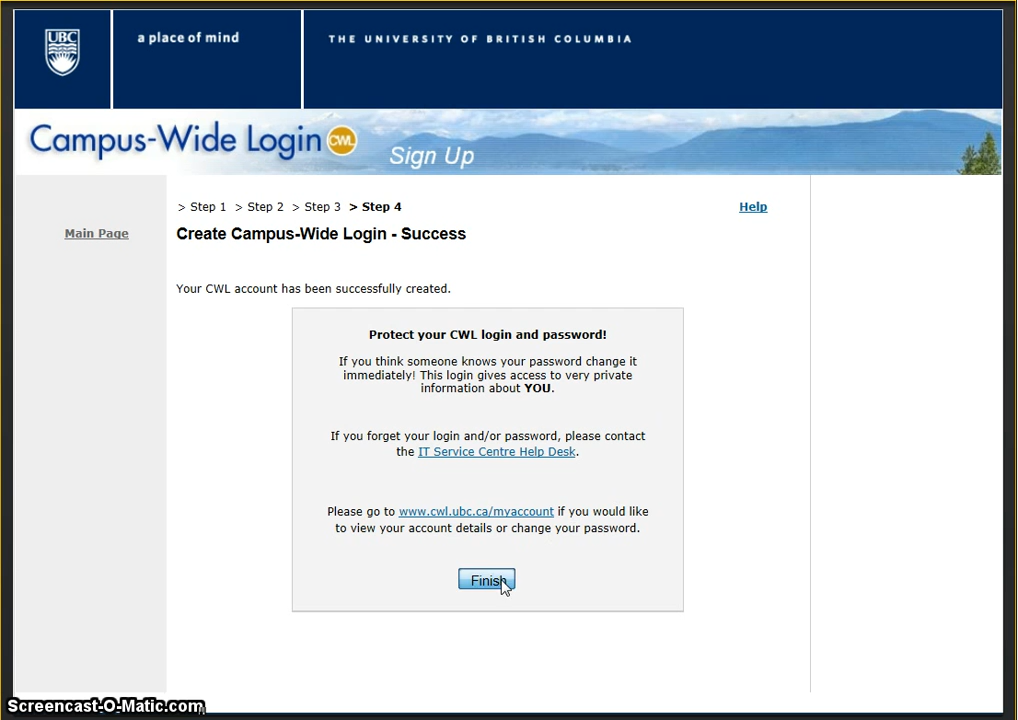 UBC
a place of mind
THE UNIVERSITY OF BRITISH COLUMBIA
Campus-Wide Login CWL
Sign Up
> Step 1 > Step 2 > Step 3 > Step 4
Help
Main Page
Create Campus-Wide Login - Success
Your CWL account has been successfully created.
Protect your CWL login and password!
If you think someone knows your password change it
immediately! This login gives access to very private
information about YOU.
If you forget your login and/or password, please contact
the IT Service Centre Help Desk.
Please go to www.cwl.ubc.ca/myaccount if you would like
to view your account details or change your password.
Finish
Screencast-O-Matic.com